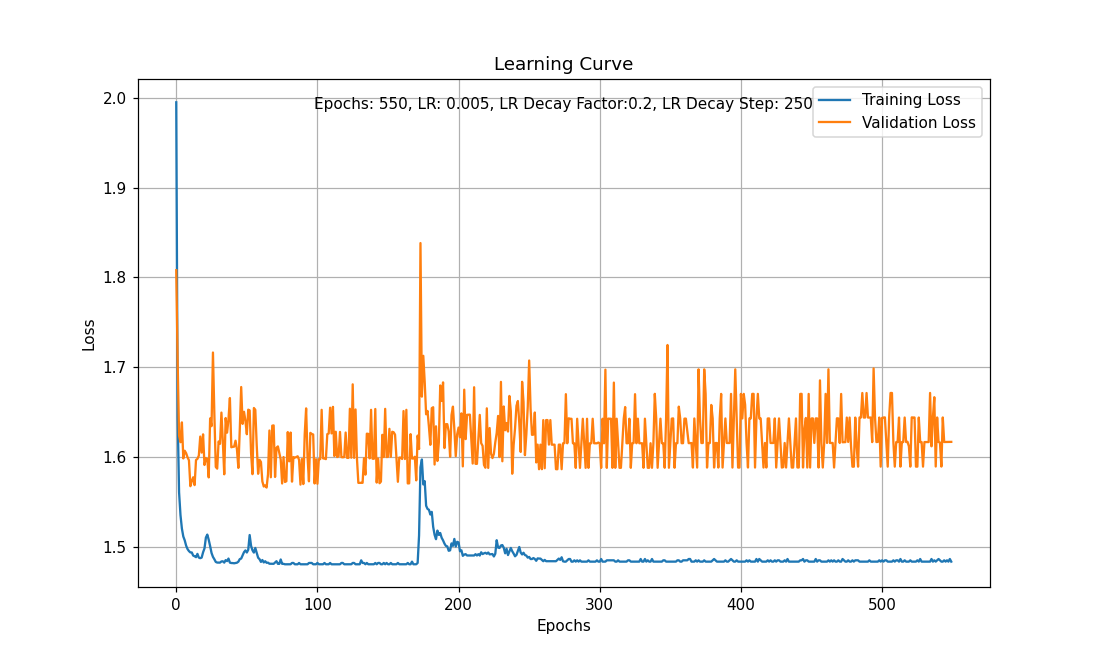 Learning Curve
Epochs: 550, LR: 0.005, LR Decay Factor:0.2, LR Decay Step: 250
Training Loss
Validation Loss
2.0
1.9
1.8
1.7
1.6
1.5
Loss
0 100 200 300 400 500
Epochs